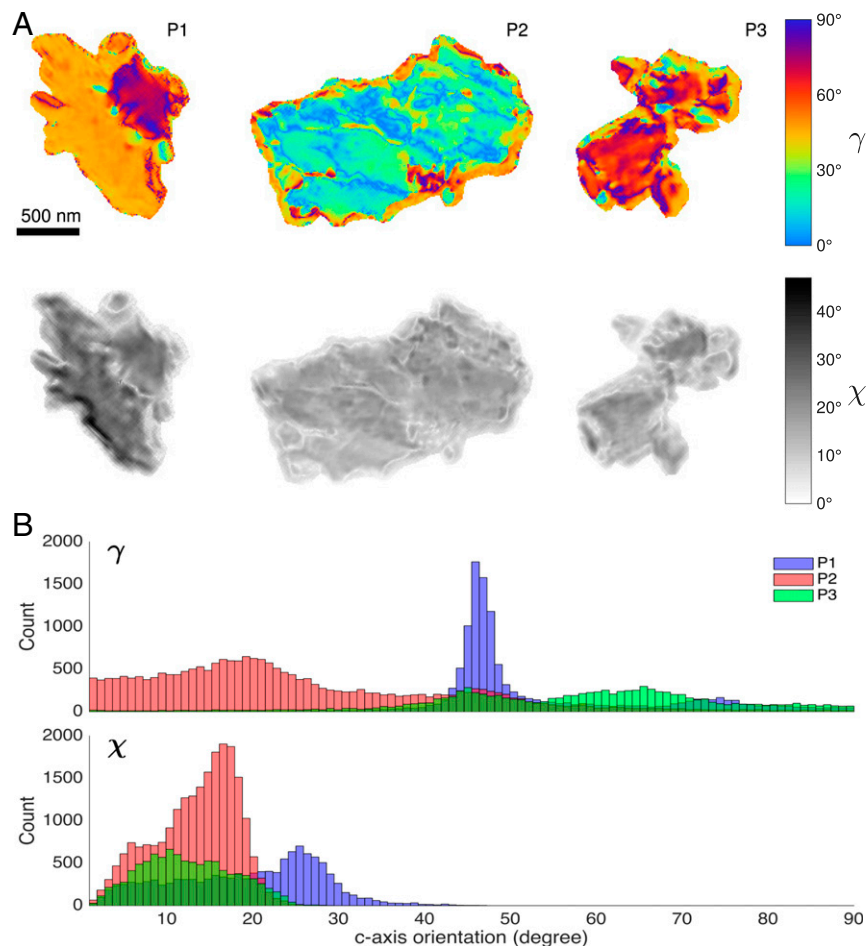 A
P1
P2
P3
90°
60°
30°
0°
γ
500 nm
40°
30°
20°
10°
0°
χ
B
γ
2000
1500
1000
500
0
Count
P1
P2
P3
χ
2000
1500
1000
500
0
Count
10 20 30 40 50 60 70 80 90
c-axis orientation (degree)